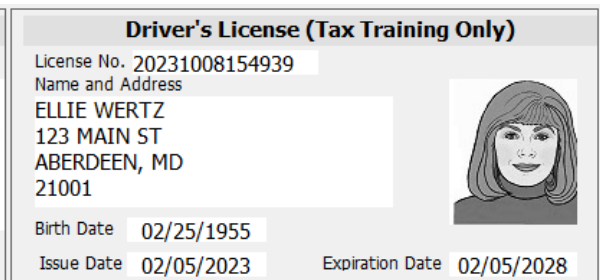 Driver's License (Tax Training Only)
License No. 20231008154939
Name and Address
ELLIE WERTZ
123 MAIN ST
ABERDEEN, MD
21001
Birth Date 02/25/1955
Issue Date 02/05/2023 Expiration Date 02/05/2028